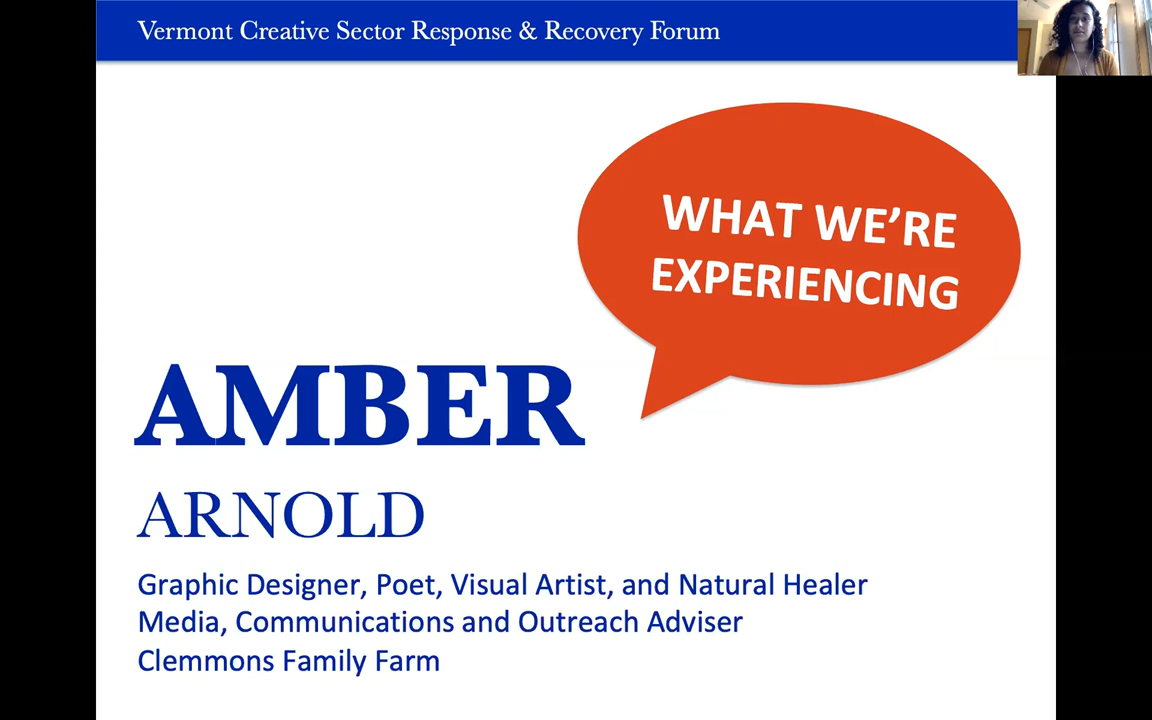 Vermont Creative Sector Response & Recovery Forum
WHAT WE’RE
EXPERIENCING
AMBER
ARNOLD
Graphic Designer, Poet, Visual Artist, and Natural Healer
Media, Communications and Outreach Adviser
Clemmons Family Farm